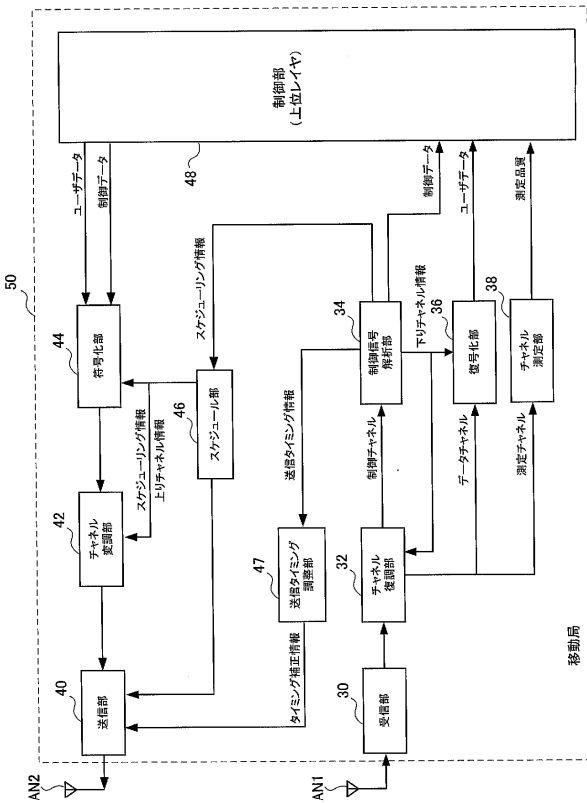 50
AN2
40
送信部
42
チャネル
変調部
44
符号化部
ユーザデータ
制御データ
48
制御部
(上位レイヤ)
スケジューリング情報
上りチャネル情報
46
スケジュール部
スケジューリング情報
タイミング補正情報
47
送信タイミング
調整部
送信タイミング情報
AN1
30
受信部
32
チャネル
復調部
制御チャネル
34
制御信号
解析部
制御データ
下りチャネル情報
データチャネル
36
復号化部
ユーザデータ
測定チャネル
38
チャネル
測定部
測定品質
移動局